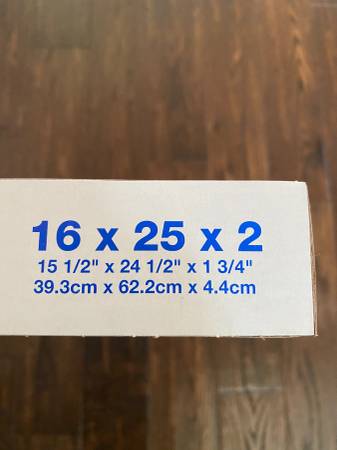 16 x 25 x 2
15 1/2" x 24 1/2" x 1 3/4"
39.3cm x 62.2cm x 4.4cm